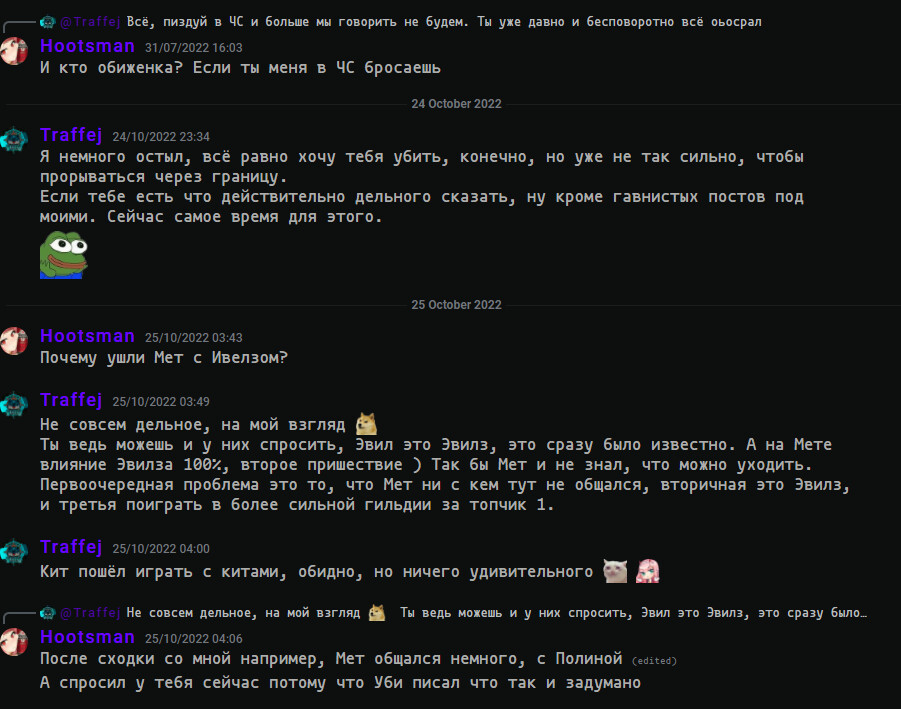 @Traffej Всё, пиздуй в ЧС и больше мы говорить не будем. Ты уже давно и бесповоротно всё оьосрал
Hootsman 31/07/2022 16:03
И кто обиженка? Если ты меня в ЧС бросаешь
24 October 2022
Traffej 24/10/2022 23:34
Я немного остыл, всё равно хочу тебя убить, конечно, но уже не так сильно, чтобы
прорываться через границу.
Если тебе есть что действительно дельного сказать, ну кроме гавнистых постов под
моими. Сейчас самое время для этого.
25 October 2022
Hootsman 25/10/2022 03:43
Почему ушли Мет с Ивелзом?
Traffej 25/10/2022 03:49
Не совсем дельное, на мой взгляд
Ты ведь можешь и у них спросить, Эвил это Эвилз, это сразу было известно. А на Мете
влияние Эвилза 100%, второе пришествие ) Так бы Мет и не знал, что можно уходить.
Первоочередная проблема это то, что Мет ни с кем тут не общался, вторичная это Эвилз,
и третья поиграть в более сильной гильдии за топчик 1.
Traffej 25/10/2022 04:00
Кит пошёл играть с китами, обидно, но ничего удивительного
@Traffej Не совсем дельное, на мой взгляд Ты ведь можешь и у них спросить, Эвил это Эвилз, это сразу было…
Hootsman 25/10/2022 04:06
После сходки со мной например, Мет общался немного, с Полиной (edited)
А спросил у тебя сейчас потому что Уби писал что так и задумано